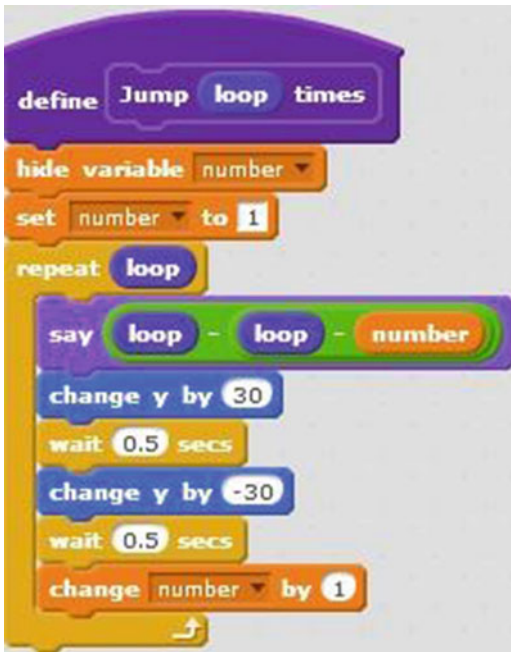 define Jump loop times
hide variable number
set number to 1
repeat loop
say loop - loop - number
change y by 30
wait 0.5 secs
change y by -30
wait 0.5 secs
change number by 1